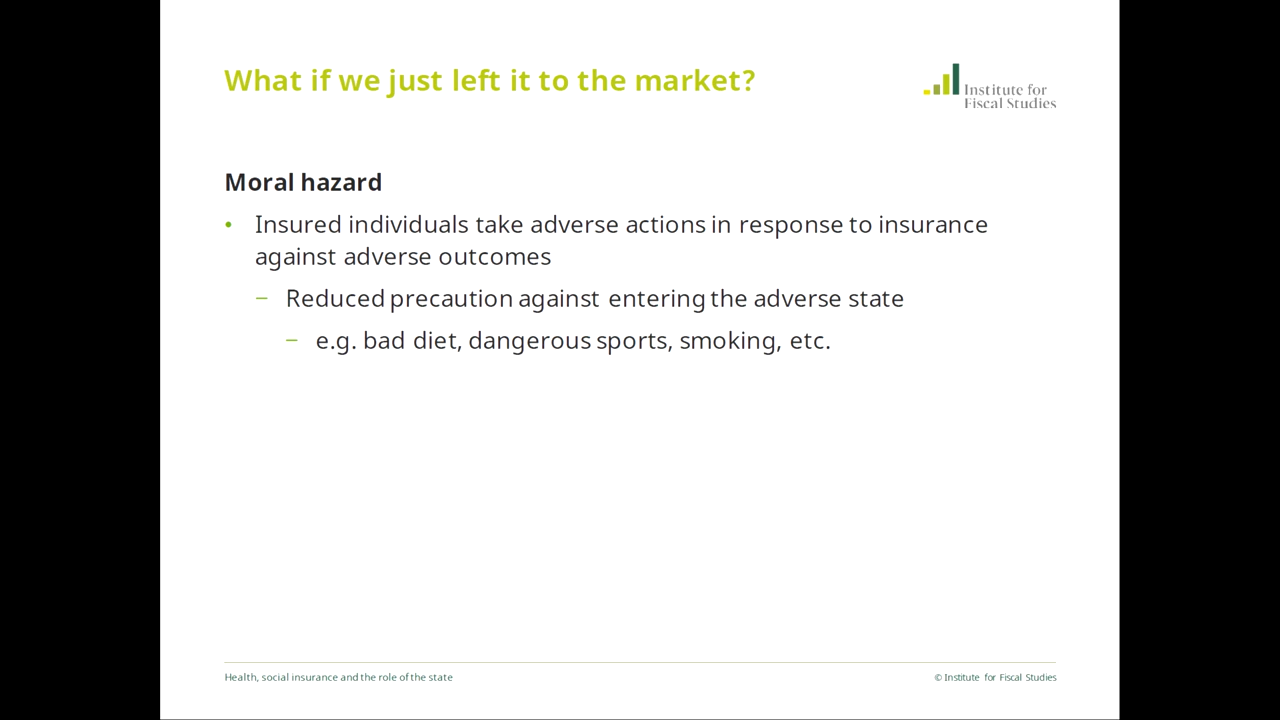 What if we just left it to the market?
Institute for
Fiscal Studies
Moral hazard
• Insured individuals take adverse actions in response to insurance
against adverse outcomes
– Reduced precaution against entering the adverse state
– e.g. bad diet, dangerous sports, smoking, etc.
Health, social insurance and the role of the state
© Institute for Fiscal Studies